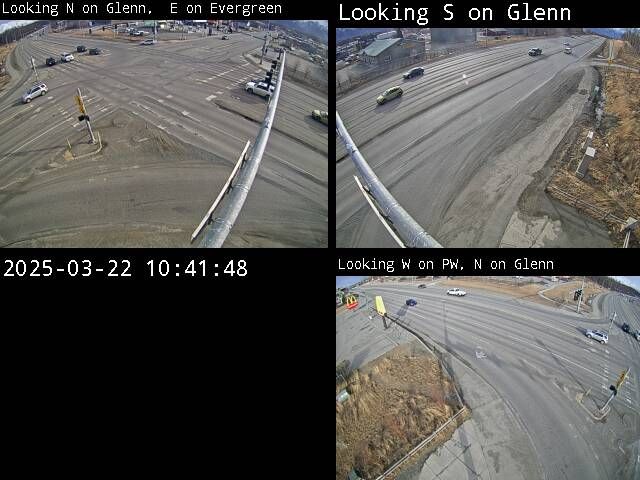 Looking N on Glenn,  E on Evergreen
Looking S on Glenn
2025-03-22 10:41:48
Looking W on PW, N on Glenn